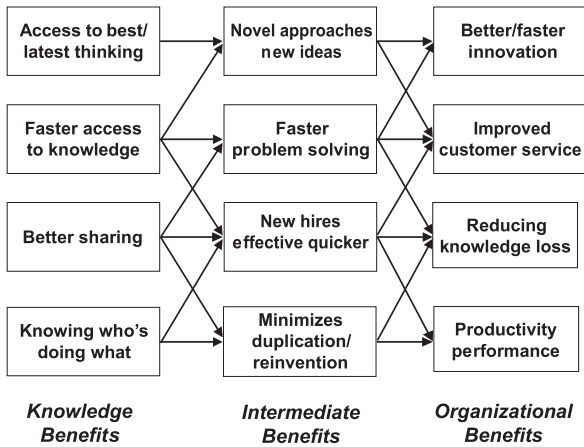 Access to best/
latest thinking
Novel approaches
new ideas
Better/faster
innovation
Faster access
to knowledge
Faster
problem solving
Improved
customer service
Better sharing
New hires
effective quicker
Reducing
knowledge loss
Knowing who's
doing what
Minimizes
duplication/
reinvention
Productivity
performance
Knowledge
Benefits
Intermediate
Benefits
Organizational
Benefits